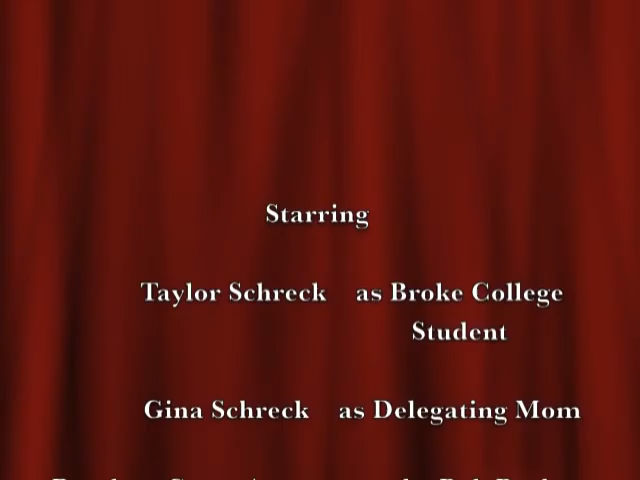 Starring
Taylor Schreck as Broke College
Student
Gina Schreck as Delegating Mom